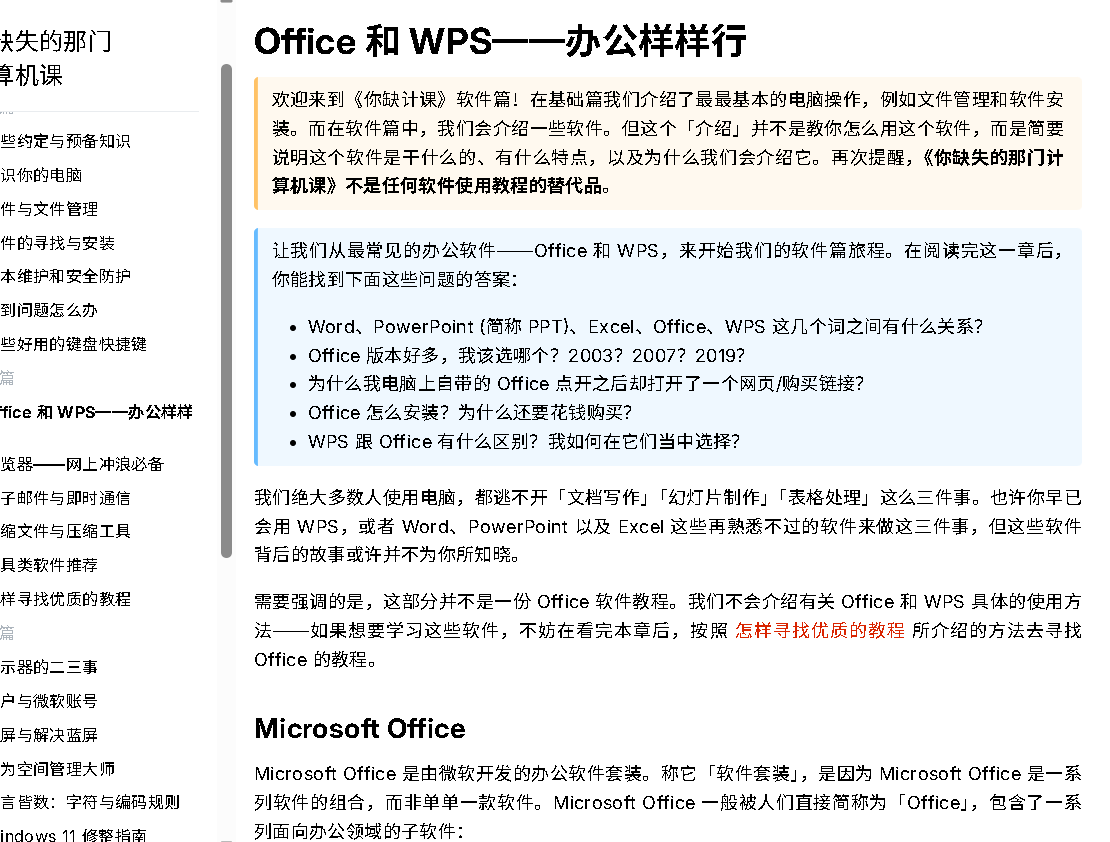 缺失的那门
算机课
些约定与预备知识
识你的电脑
件与文件管理
件的寻找与安装
本维护和安全防护
到问题怎么办
些好用的键盘快捷键
篇
ffice 和 WPS——办公样样
览器——网上冲浪必备
子邮件与即时通信
缩文件与压缩工具
具类软件推荐
样寻找优质的教程
篇
示器的二三事
户与微软账号
屏与解决蓝屏
为空间管理大师
言皆数：字符与编码规则
indows 11 修整指南
Office 和 WPS——办公样样行
欢迎来到《你缺计课》软件篇！在基础篇我们介绍了最最基本的电脑操作，例如文件管理和软件安
装。而在软件篇中，我们会介绍一些软件。但这个「介绍」并不是教你怎么用这个软件，而是简要
说明这个软件是干什么的、有什么特点，以及为什么我们会介绍它。再次提醒，《你缺失的那门计
算机课》不是任何软件使用教程的替代品。
让我们从最常见的办公软件——Office 和 WPS，来开始我们的软件篇旅程。在阅读完这一章后，
你能找到下面这些问题的答案：
• Word、PowerPoint (简称 PPT)、Excel、Office、WPS 这几个词之间有什么关系？
• Office 版本好多，我该选哪个？2003？2007？2019？
• 为什么我电脑上自带的 Office 点开之后却打开了一个网页/购买链接？
• Office 怎么安装？为什么还要花钱购买？
• WPS 跟 Office 有什么区别？我如何在它们当中选择？
我们绝大多数人使用电脑，都逃不开「文档写作」「幻灯片制作」「表格处理」这么三件事。也许你早已
会用 WPS，或者 Word、PowerPoint 以及 Excel 这些再熟悉不过的软件来做这三件事，但这些软件
背后的故事或许并不为你所知晓。
需要强调的是，这部分并不是一份 Office 软件教程。我们不会介绍有关 Office 和 WPS 具体的使用方
法——如果想要学习这些软件，不妨在看完本章后，按照 怎样寻找优质的教程 所介绍的方法去寻找
Office 的教程。
Microsoft Office
Microsoft Office 是由微软开发的办公软件套装。称它「软件套装」，是因为 Microsoft Office 是一系
列软件的组合，而非单单一款软件。Microsoft Office 一般被人们直接简称为「Office」，包含了一系
列面向办公领域的子软件：